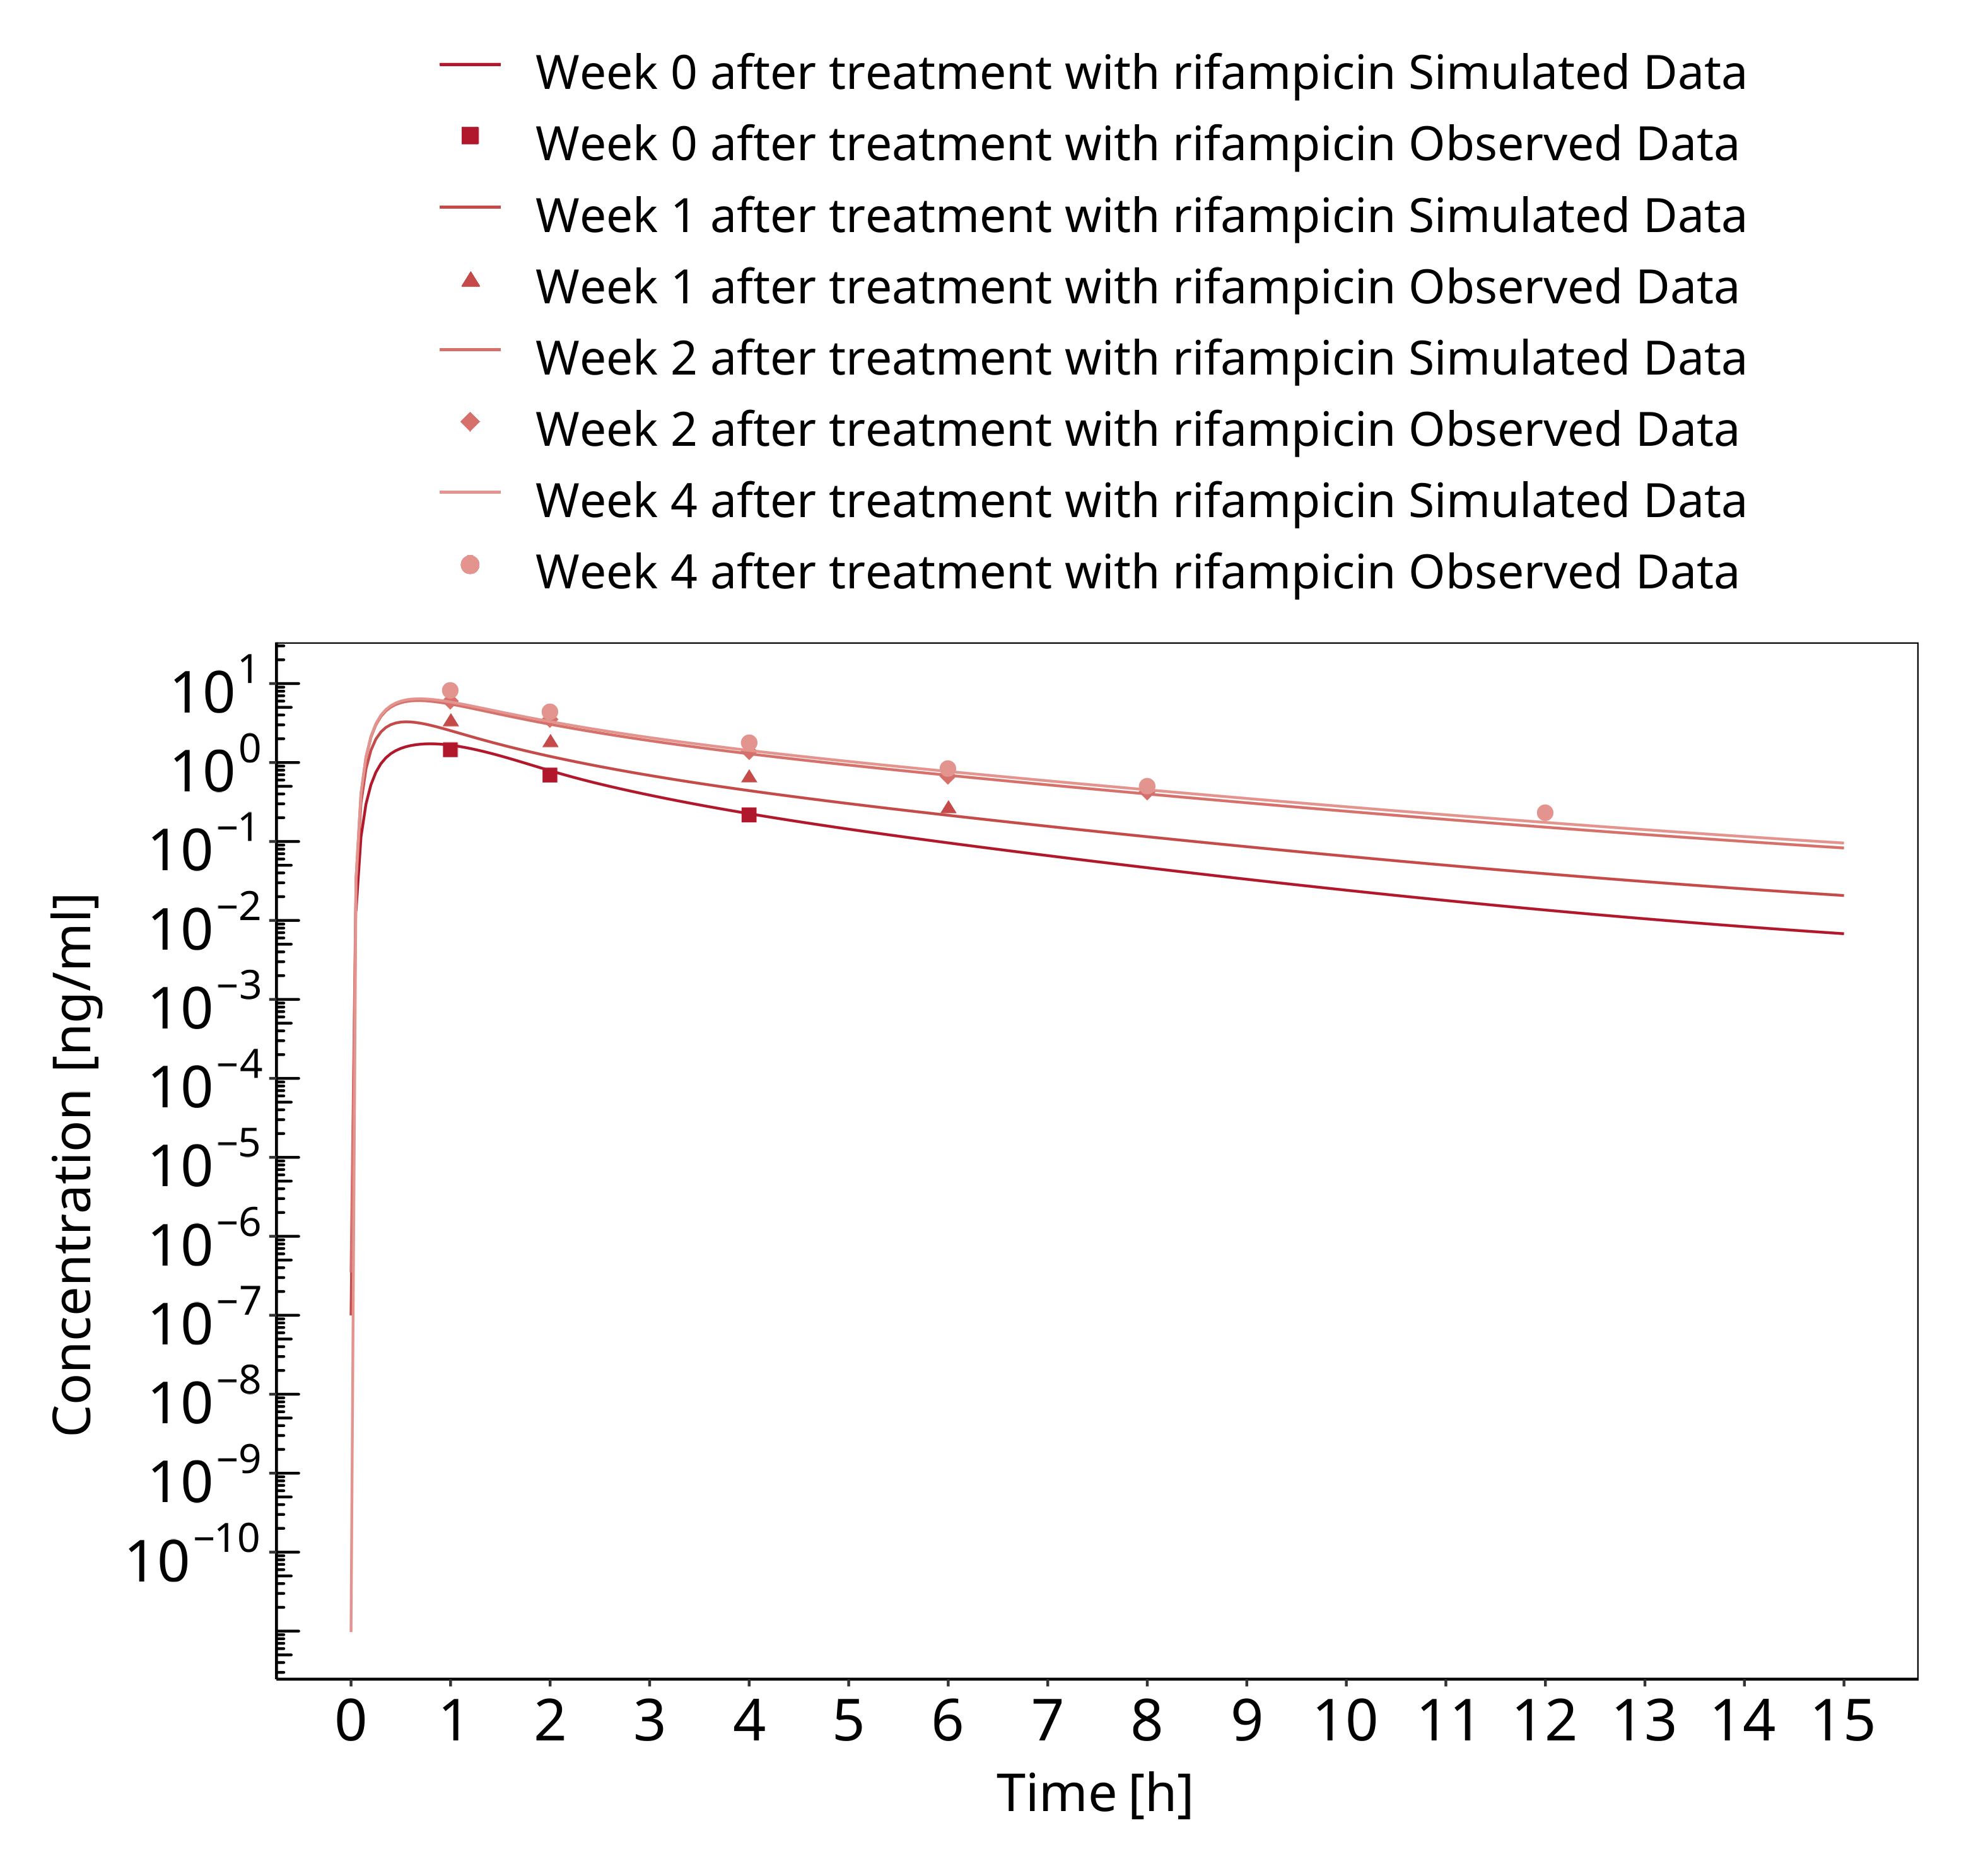 Week 0 after treatment with rifampicin Simulated Data
Week 0 after treatment with rifampicin Observed Data
Week 1 after treatment with rifampicin Simulated Data
Week 1 after treatment with rifampicin Observed Data
Week 2 after treatment with rifampicin Simulated Data
Week 2 after treatment with rifampicin Observed Data
Week 4 after treatment with rifampicin Simulated Data
Week 4 after treatment with rifampicin Observed Data
Concentration [ng/ml]
10¹
10⁰
10⁻¹
10⁻²
10⁻³
10⁻⁴
10⁻⁵
10⁻⁶
10⁻⁷
10⁻⁸
10⁻⁹
10⁻¹⁰
0 1 2 3 4 5 6 7 8 9 10 11 12 13 14 15
Time [h]